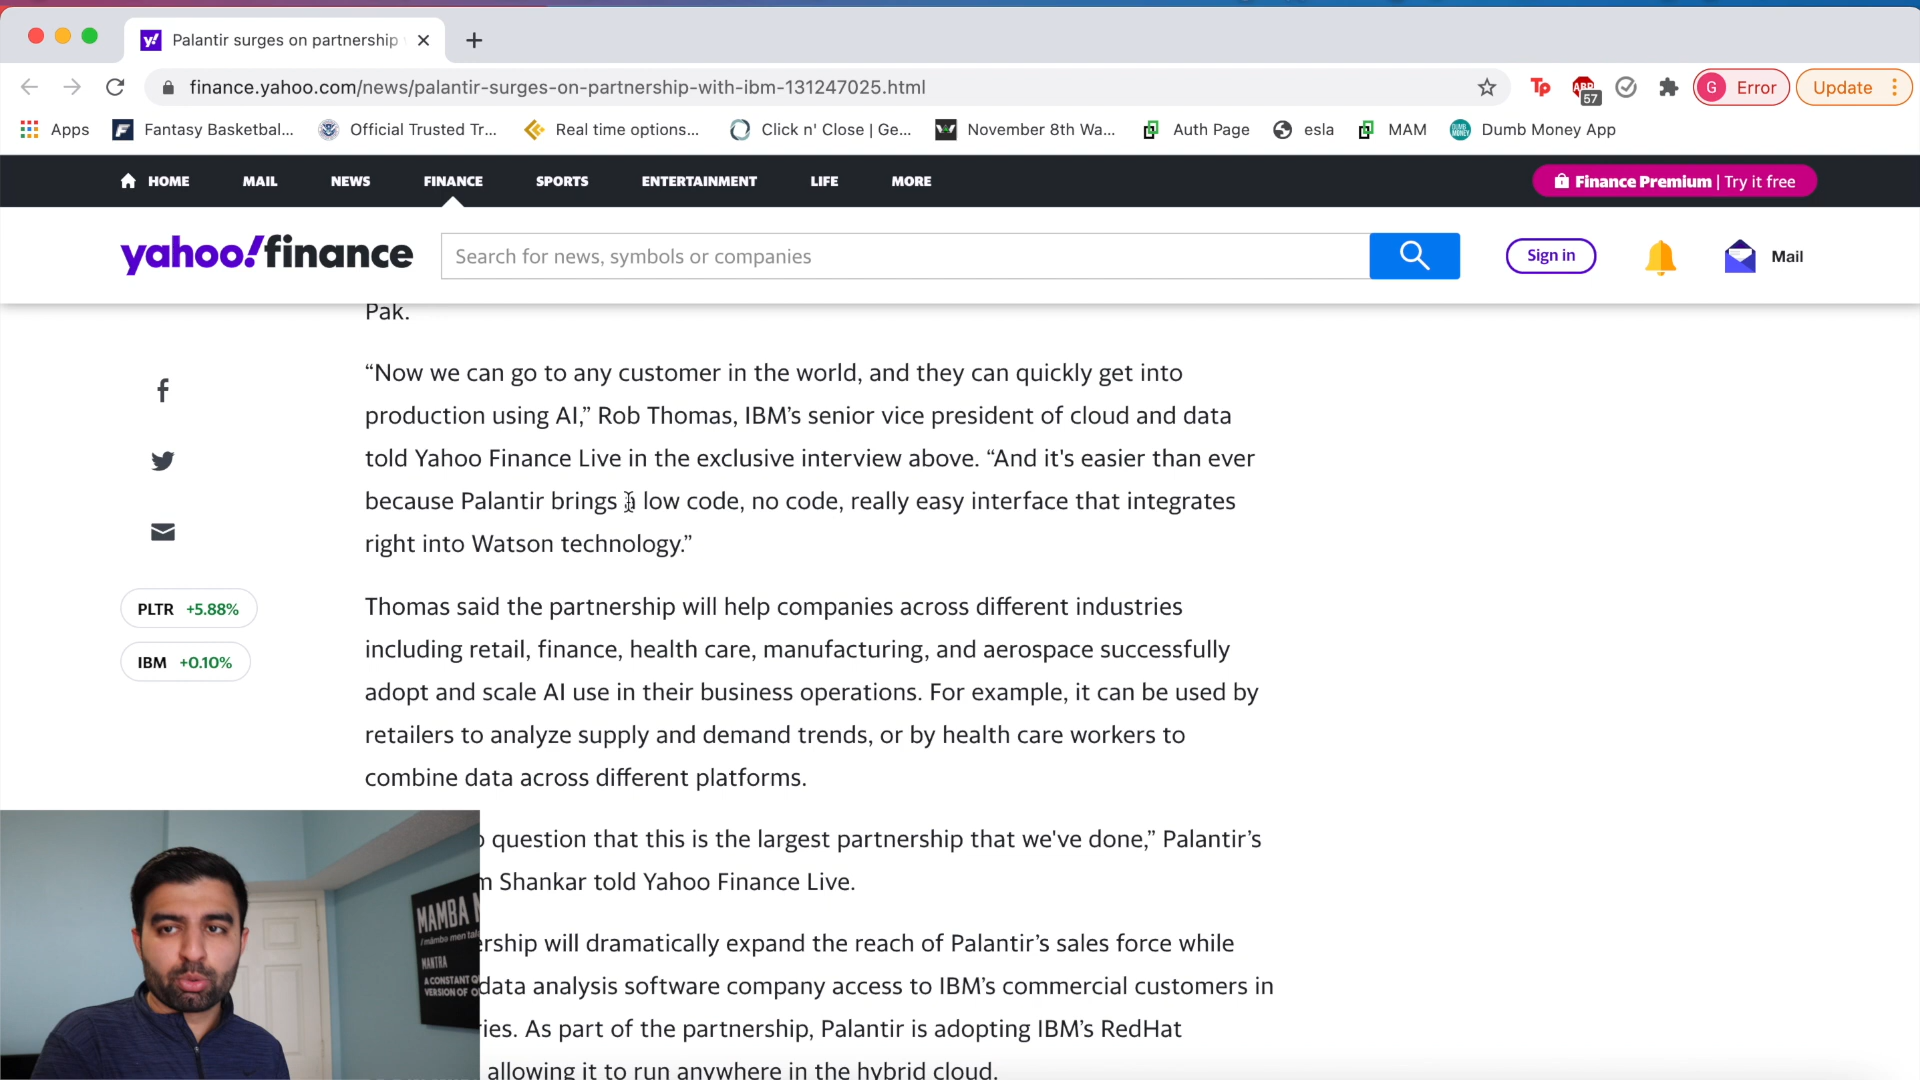 Palantir surges on partnership
finance.yahoo.com/news/palantir-surges-on-partnership-with-ibm-131247025.html
57
G Error
Update
Apps
Fantasy Basketbal...
Official Trusted Tr...
Real time options...
Click n' Close | Ge...
November 8th Wa...
Auth Page
esla
MAM
Dumb Money App
HOME
MAIL
NEWS
FINANCE
SPORTS
ENTERTAINMENT
LIFE
MORE
Finance Premium | Try it free
yahoo!finance
Search for news, symbols or companies
Sign in
Mail
Pak.
“Now we can go to any customer in the world, and they can quickly get into
production using AI,” Rob Thomas, IBM’s senior vice president of cloud and data
told Yahoo Finance Live in the exclusive interview above. “And it's easier than ever
because Palantir brings a low code, no code, really easy interface that integrates
right into Watson technology.”
PLTR +5.88%
IBM +0.10%
Thomas said the partnership will help companies across different industries
including retail, finance, health care, manufacturing, and aerospace successfully
adopt and scale AI use in their business operations. For example, it can be used by
retailers to analyze supply and demand trends, or by health care workers to
combine data across different platforms.
question that this is the largest partnership that we've done,” Palantir’s
Shankar told Yahoo Finance Live.
ership will dramatically expand the reach of Palantir’s sales force while
data analysis software company access to IBM’s commercial customers in
ries. As part of the partnership, Palantir is adopting IBM’s RedHat
allowing it to run anywhere in the hybrid cloud.
MAMBA
MANTRA
A CONSTANT
VERSION OF